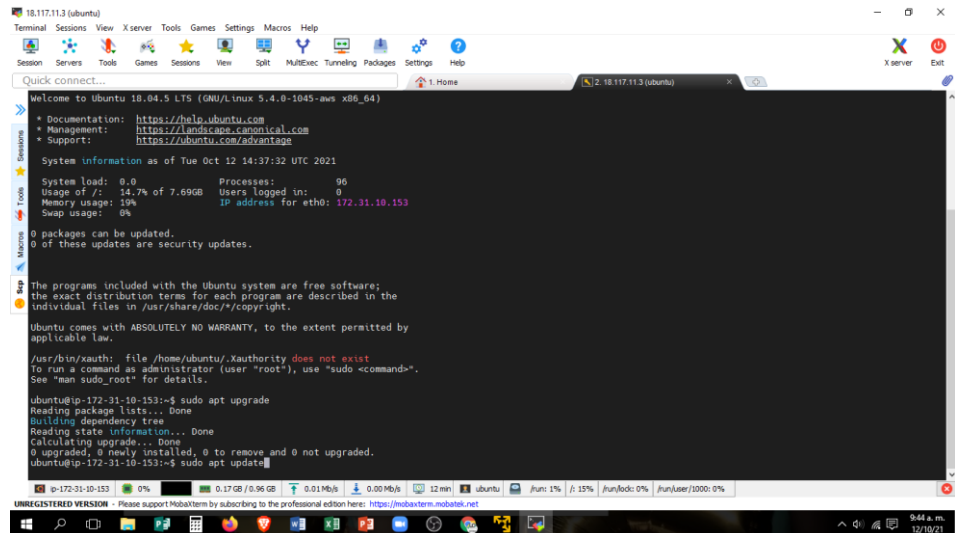 18.117.11.3 (ubuntu)
Terminal Sessions View X server Tools Games Settings Macros Help
Session Servers Tools Games Sessions View Split MultiExec Tunneling Packages Settings Help X server Exit
Quick connect... 1. Home 2. 18.117.11.3 (ubuntu)
Sessions
Tools
Macros
Scp
Welcome to Ubuntu 18.04.5 LTS (GNU/Linux 5.4.0-1045-aws x86_64)
* Documentation: https://help.ubuntu.com
* Management: https://landscape.canonical.com
* Support: https://ubuntu.com/advantage
System information as of Tue Oct 12 14:37:32 UTC 2021
System load: 0.0 Processes: 96
Usage of /: 14.7% of 7.69GB Users logged in: 0
Memory usage: 19% IP address for eth0: 172.31.10.153
Swap usage: 0%
0 packages can be updated.
0 of these updates are security updates.
The programs included with the Ubuntu system are free software;
the exact distribution terms for each program are described in the
individual files in /usr/share/doc/*/copyright.
Ubuntu comes with ABSOLUTELY NO WARRANTY, to the extent permitted by
applicable law.
/usr/bin/xauth: file /home/ubuntu/.Xauthority does not exist
To run a command as administrator (user "root"), use "sudo <command>".
See "man sudo_root" for details.
ubuntu@ip-172-31-10-153:~$ sudo apt upgrade
Reading package lists... Done
Building dependency tree
Reading state information... Done
Calculating upgrade... Done
0 upgraded, 0 newly installed, 0 to remove and 0 not upgraded.
ubuntu@ip-172-31-10-153:~$ sudo apt update
ip-172-31-10-153 0% 0.17 GB / 0.96 GB 0.01 Mb/s 0.00 Mb/s 12 min ubuntu /run: 1% /: 15% /run/lock: 0% /run/user/1000: 0%
UNREGISTERED VERSION - Please support MobaXterm by subscribing to the professional edition here: https://mobaxterm.mobatek.net
9:44 a. m.
12/10/21